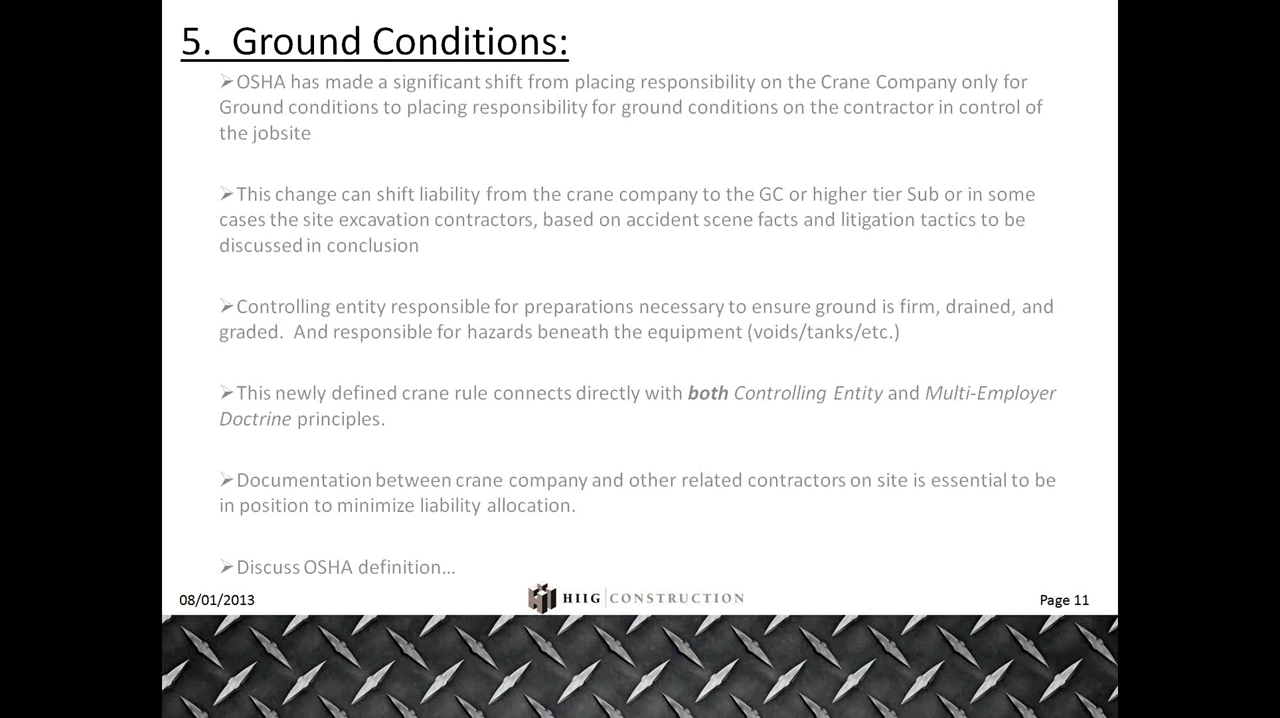 5.  Ground Conditions:
➢OSHA has made a significant shift from placing responsibility on the Crane Company only for
Ground conditions to placing responsibility for ground conditions on the contractor in control of
the jobsite
➢This change can shift liability from the crane company to the GC or higher tier Sub or in some
cases the site excavation contractors, based on accident scene facts and litigation tactics to be
discussed in conclusion
➢Controlling entity responsible for preparations necessary to ensure ground is firm, drained, and
graded.  And responsible for hazards beneath the equipment (voids/tanks/etc.)
➢This newly defined crane rule connects directly with both Controlling Entity and Multi-Employer
Doctrine principles.
➢Documentation between crane company and other related contractors on site is essential to be
in position to minimize liability allocation.
➢Discuss OSHA definition…
08/01/2013
HIIG CONSTRUCTION
Page 11